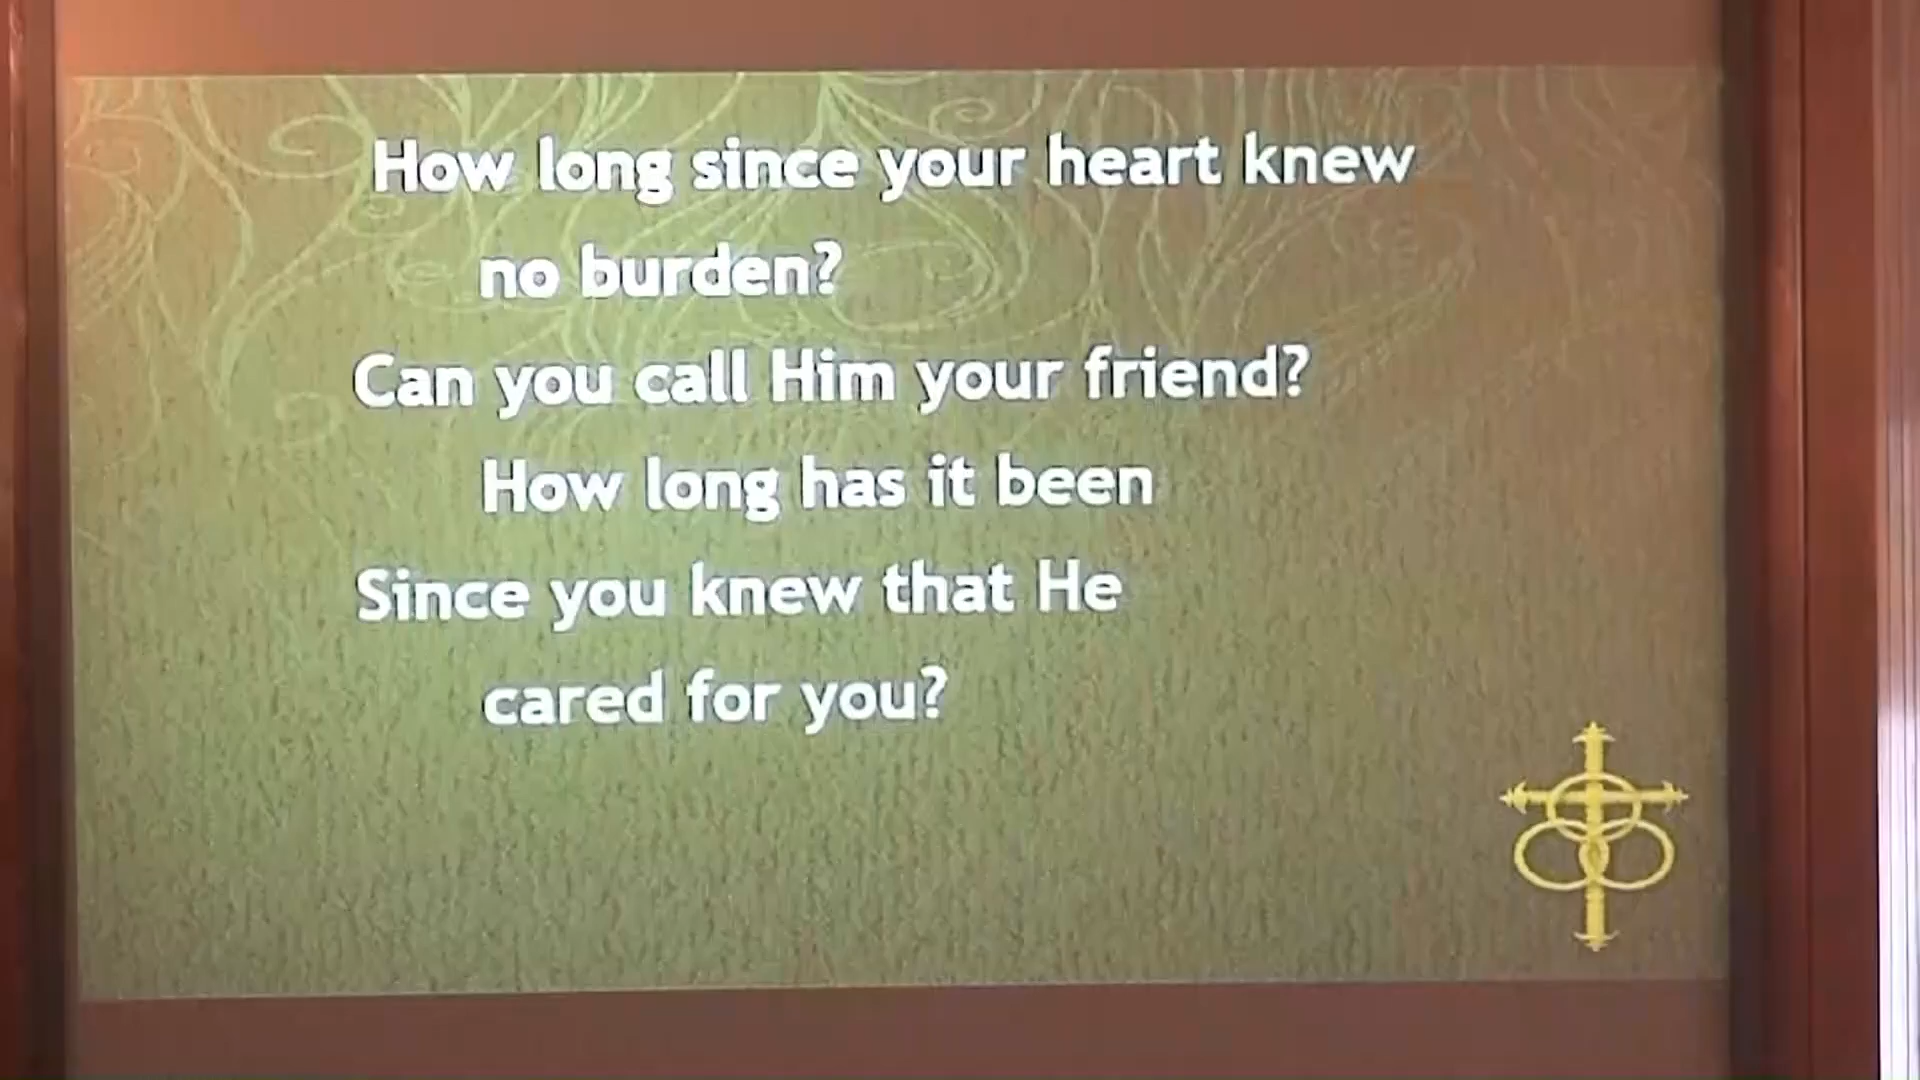 How long since your heart knew
no burden?
Can you call Him your friend?
How long has it been
Since you knew that He
cared for you?